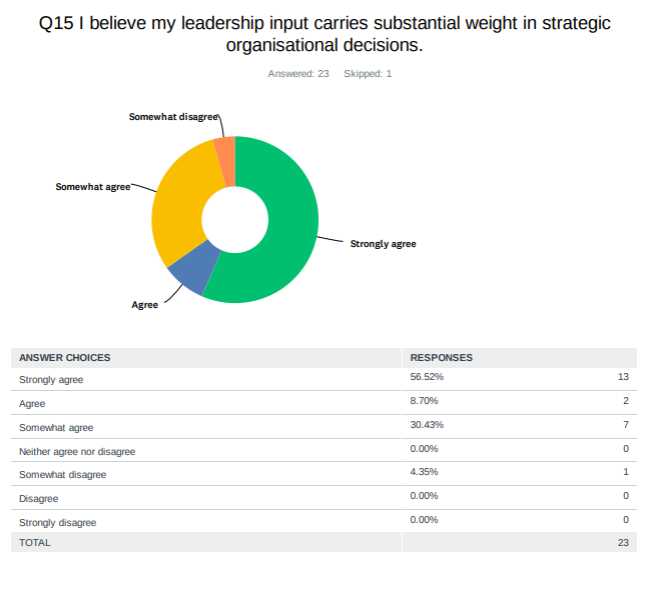 Q15 I believe my leadership input carries substantial weight in strategic
organisational decisions.
Answered: 23 Skipped: 1
Somewhat disagree
Somewhat agree
Strongly agree
Agree
ANSWER CHOICES RESPONSES
Strongly agree 56.52% 13
Agree 8.70% 2
Somewhat agree 30.43% 7
Neither agree nor disagree 0.00% 0
Somewhat disagree 4.35% 1
Disagree 0.00% 0
Strongly disagree 0.00% 0
TOTAL 23